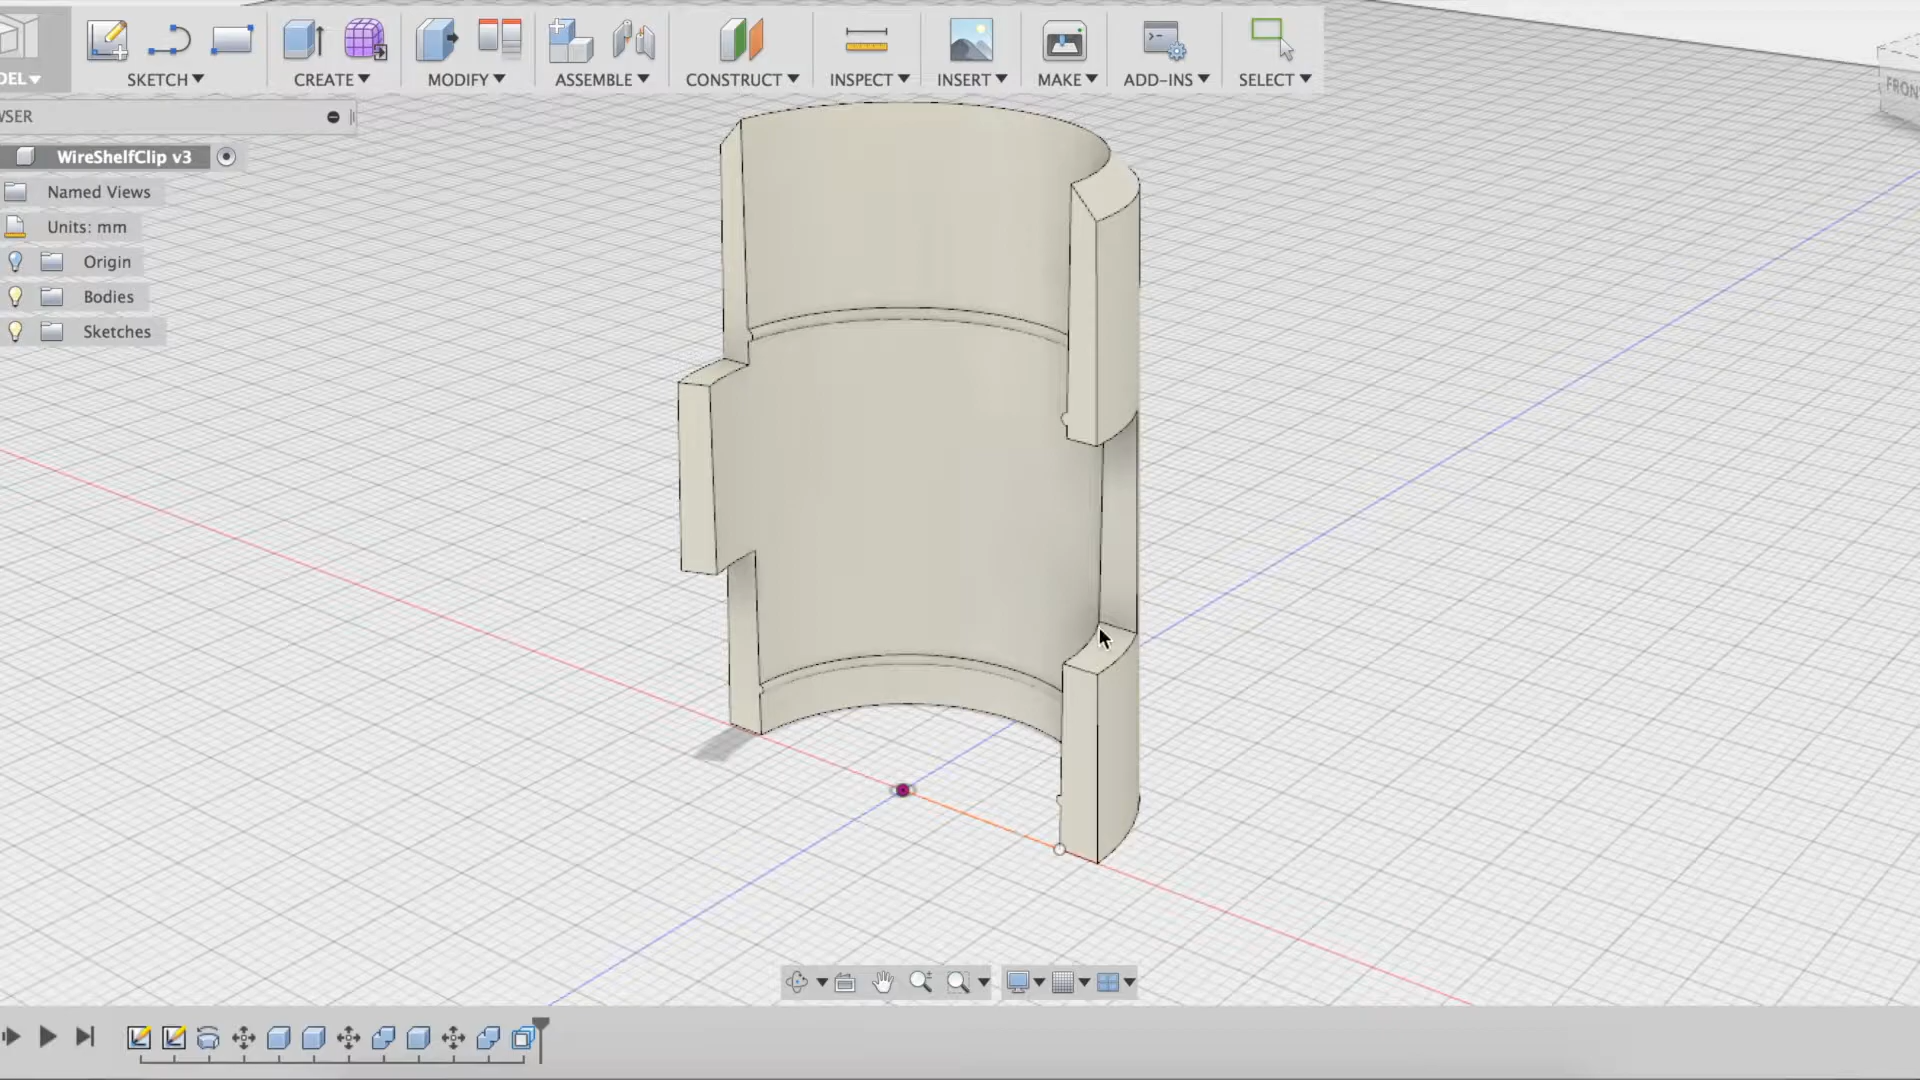 DEL
SKETCH
CREATE
MODIFY
ASSEMBLE
CONSTRUCT
INSPECT
INSERT
MAKE
ADD-INS
SELECT
WSER
FRON
WireShelfClip v3
Named Views
Units: mm
Origin
Bodies
Sketches